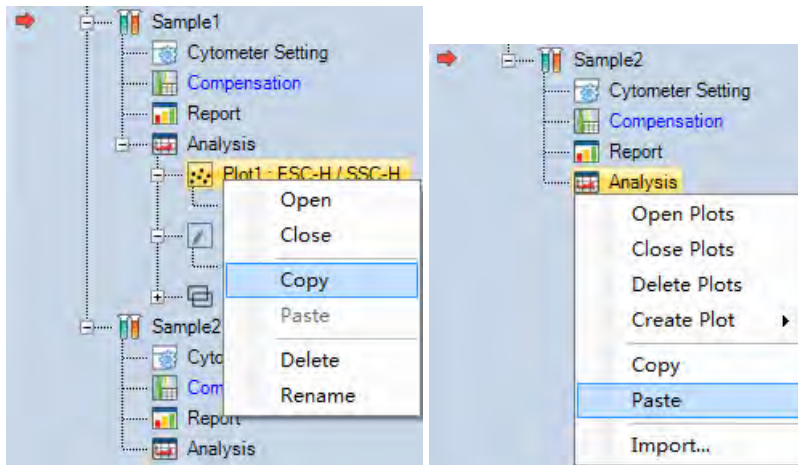 Sample1
Cytometer Setting
Compensation
Report
Analysis
Plot1 : FSC-H / SSC-H
Open
Close
Copy
Paste
Delete
Rename
Sample2
Report
Analysis
Sample2
Cytometer Setting
Compensation
Report
Analysis
Open Plots
Close Plots
Delete Plots
Create Plot
Copy
Paste
Import...